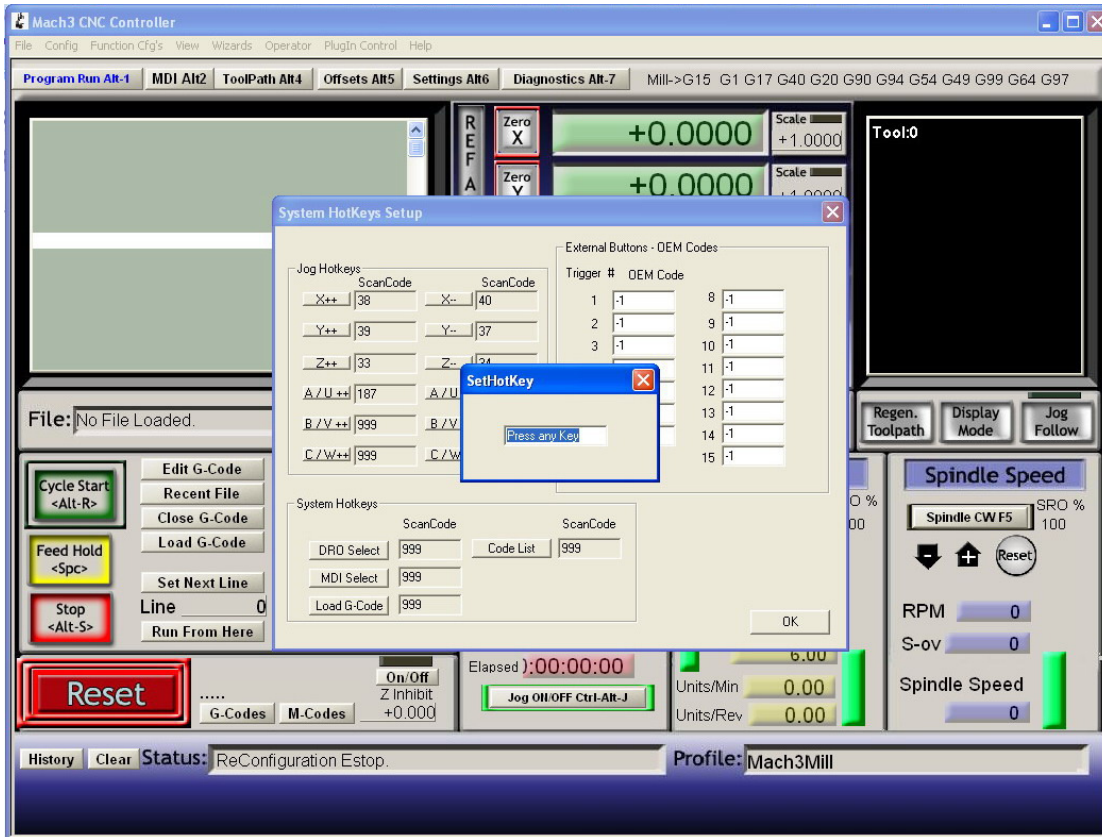 Mach3 CNC Controller
File Config Function Cfg's View Wizards Operator PlugIn Control Help
Program Run Alt-1 MDI Alt2 ToolPath Alt4 Offsets Alt5 Settings Alt6 Diagnostics Alt-7 Mill->G15 G1 G17 G40 G20 G90 G94 G54 G49 G99 G64 G97
REF A
Zero X +0.0000 Scale +1.0000
Zero Y +0.0000 Scale
Tool:0
System HotKeys Setup
Jog Hotkeys
ScanCode ScanCode
X++ 38 X-- 40
Y++ 39 Y-- 37
Z++ 33 Z-- 34
A / U ++ 187 A / U
B / V ++ 999 B / V
C / W++ 999 C / W
External Buttons - OEM Codes
Trigger # OEM Code
1 -1 8 -1
2 -1 9 -1
3 -1 10 -1
11 -1
12 -1
13 -1
14 -1
15 -1
SetHotKey
Press any Key
System Hotkeys
ScanCode ScanCode
DRO Select 999 Code List 999
MDI Select 999
Load G-Code 999
OK
File: No File Loaded.
Regen. Toolpath Display Mode Jog Follow
Cycle Start <Alt-R>
Feed Hold <Spc>
Stop <Alt-S>
Edit G-Code
Recent File
Close G-Code
Load G-Code
Set Next Line
Line 0
Run From Here
Spindle Speed
SRO %
Spindle CW F5 100
Reset
RPM 0
S-ov 0
Spindle Speed
0
Reset
.....
G-Codes M-Codes
On/Off
Z Inhibit
+0.000
Elapsed 00:00:00
Jog ON/OFF Ctrl-Alt-J
6.00
Units/Min 0.00
Units/Rev 0.00
History Clear Status: ReConfiguration Estop. Profile: Mach3Mill